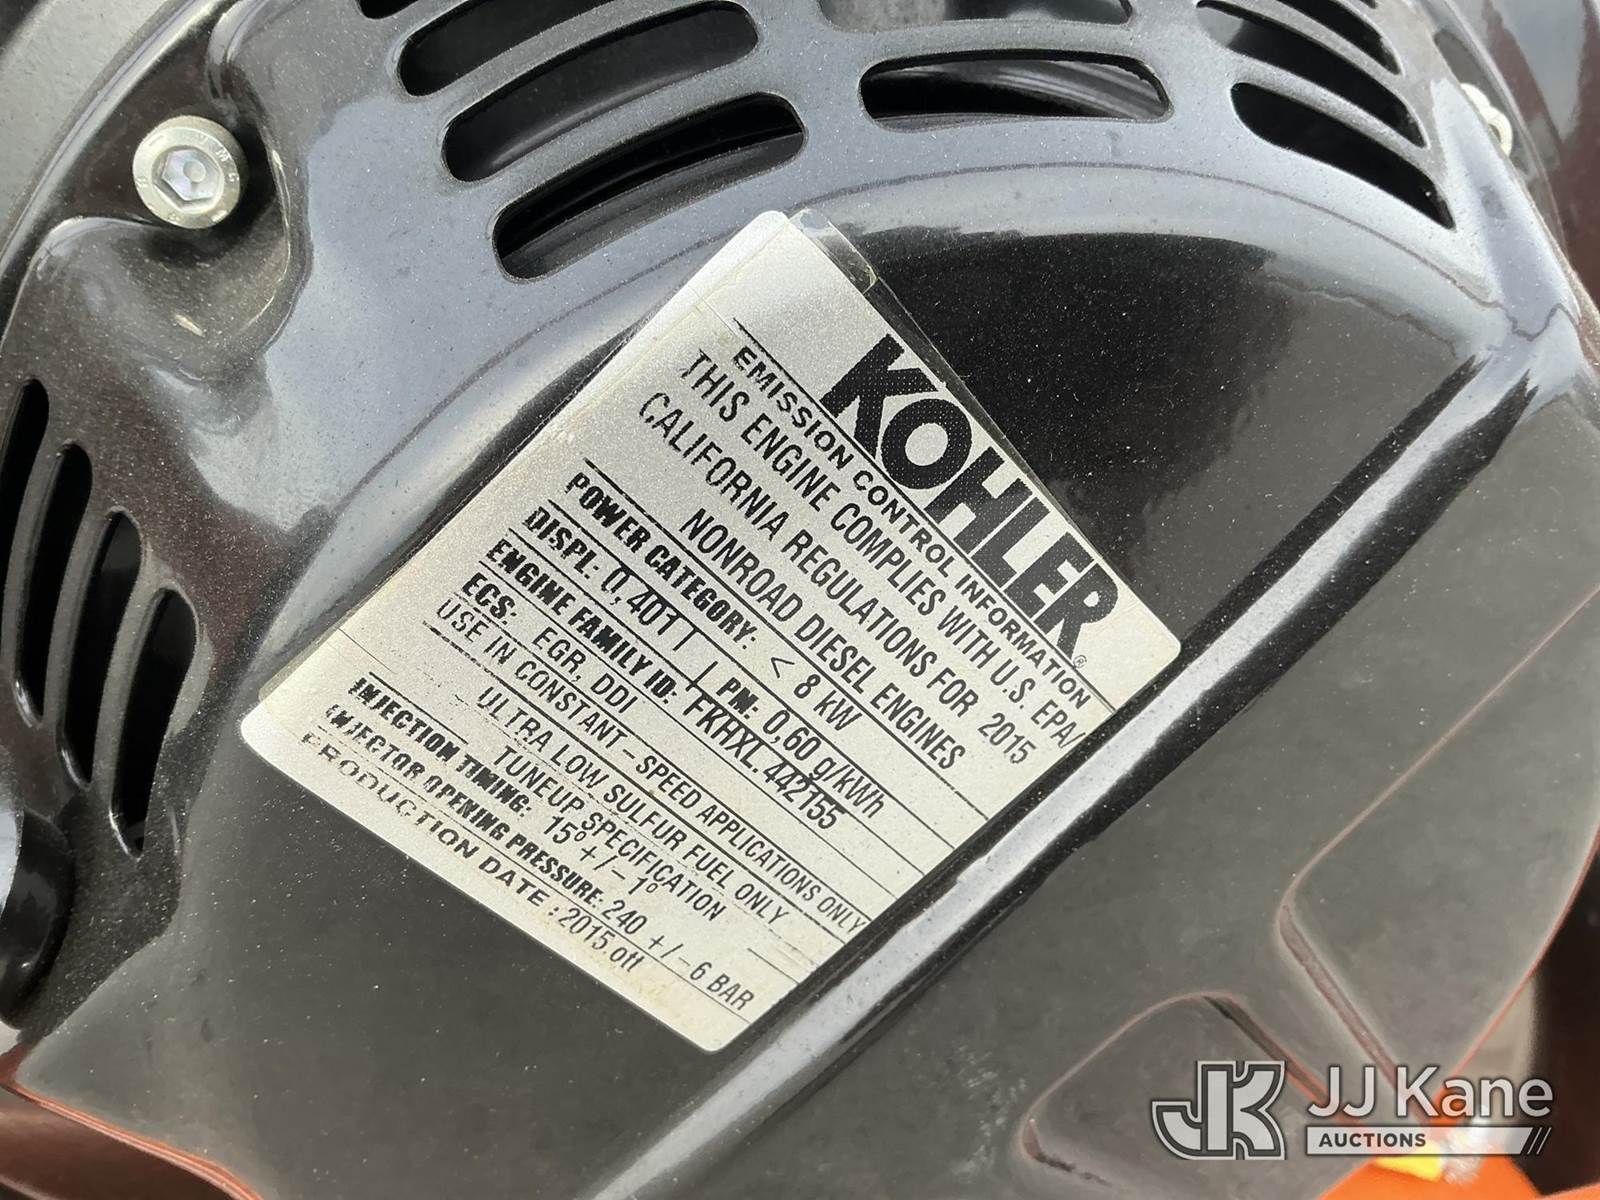 KOHLER®
EMISSION CONTROL INFORMATION
THIS ENGINE COMPLIES WITH U.S. EPA/
CALIFORNIA REGULATIONS FOR 2015
NONROAD DIESEL ENGINES
POWER CATEGORY: < 8 kW
DISPL: 0,401 l PM: 0.60 g/kWh
ENGINE FAMILY ID: FKHXL.442155
ECS: EGR, DDI
USE IN CONSTANT-SPEED APPLICATIONS ONLY
ULTRA LOW SULFUR FUEL ONLY
TUNEUP SPECIFICATION
INJECTION TIMING: 15° +/- 1°
INJECTOR OPENING PRESSURE: 240 +/- 6 BAR
PRODUCTION DATE : 2015.ott
JK JJ Kane
AUCTIONS